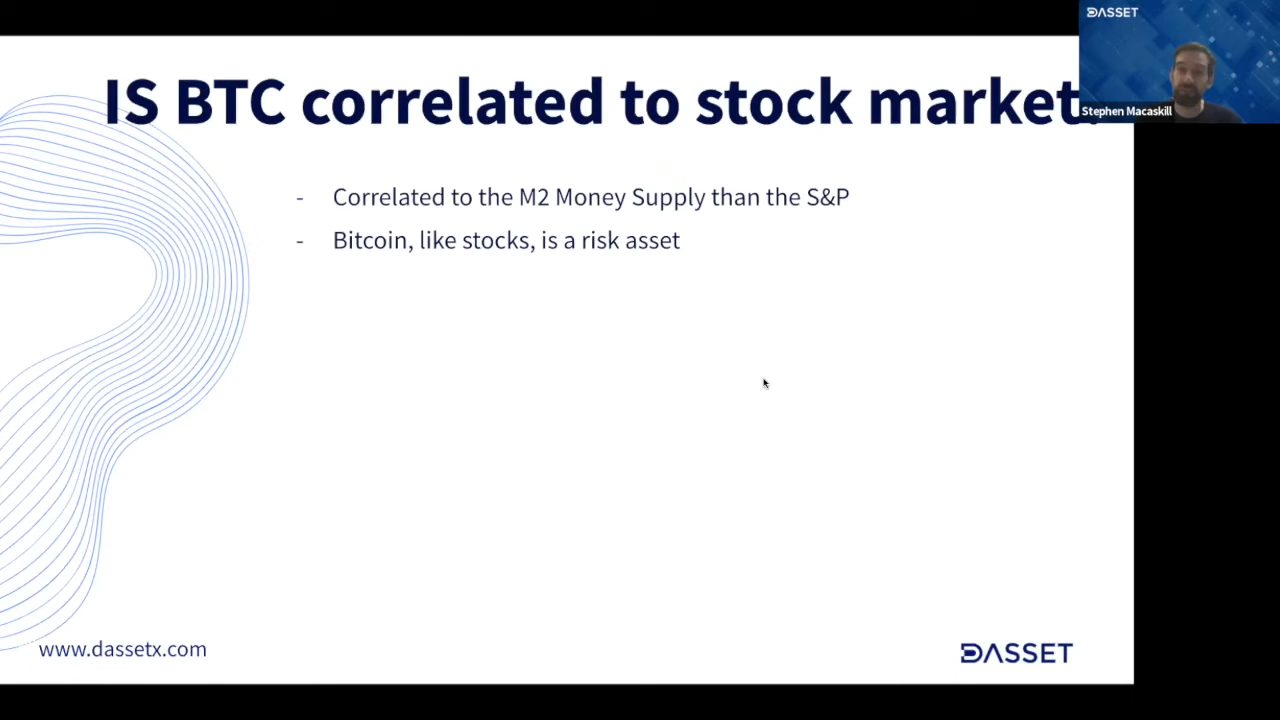 DASSET
IS BTC correlated to stock market
Stephen Macaskill
- Correlated to the M2 Money Supply than the S&P
- Bitcoin, like stocks, is a risk asset
www.dassetx.com
DASSET